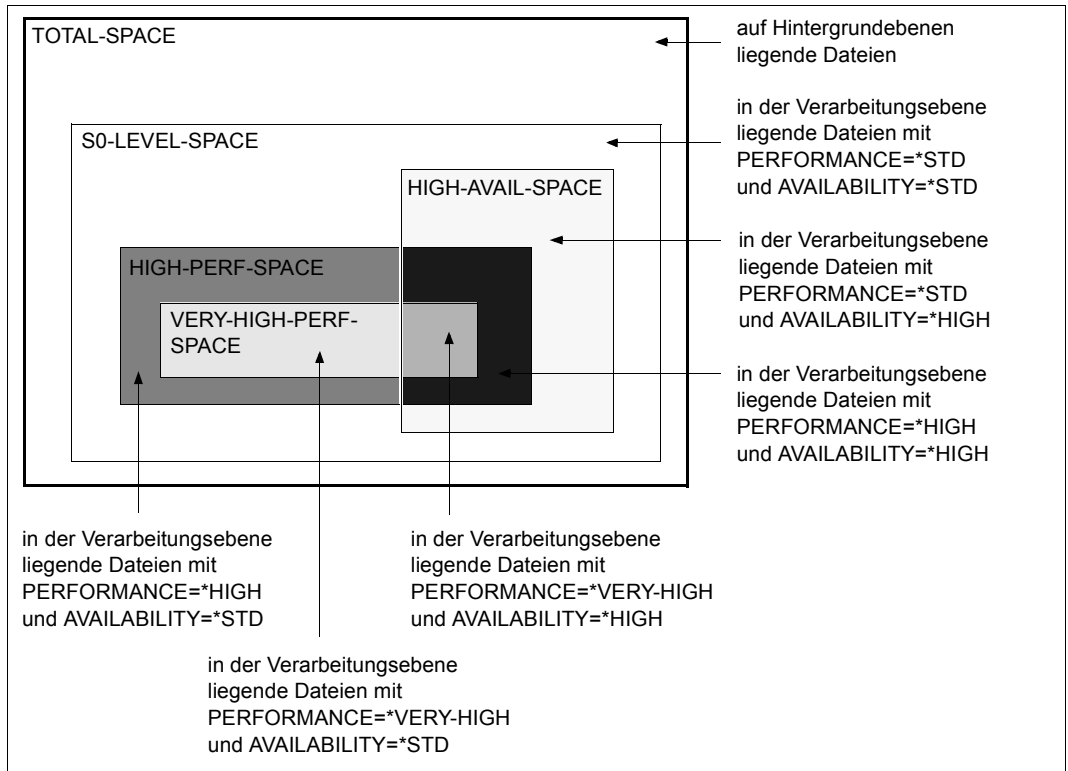 TOTAL-SPACE
auf Hintergrundebenen
liegende Dateien
S0-LEVEL-SPACE
in der Verarbeitungsebene
liegende Dateien mit
PERFORMANCE=*STD
und AVAILABILITY=*STD
HIGH-AVAIL-SPACE
in der Verarbeitungsebene
liegende Dateien mit
PERFORMANCE=*STD
und AVAILABILITY=*HIGH
HIGH-PERF-SPACE
VERY-HIGH-PERF-
SPACE
in der Verarbeitungsebene
liegende Dateien mit
PERFORMANCE=*HIGH
und AVAILABILITY=*HIGH
in der Verarbeitungsebene
liegende Dateien mit
PERFORMANCE=*HIGH
und AVAILABILITY=*STD
in der Verarbeitungsebene
liegende Dateien mit
PERFORMANCE=*VERY-HIGH
und AVAILABILITY=*HIGH
in der Verarbeitungsebene
liegende Dateien mit
PERFORMANCE=*VERY-HIGH
und AVAILABILITY=*STD